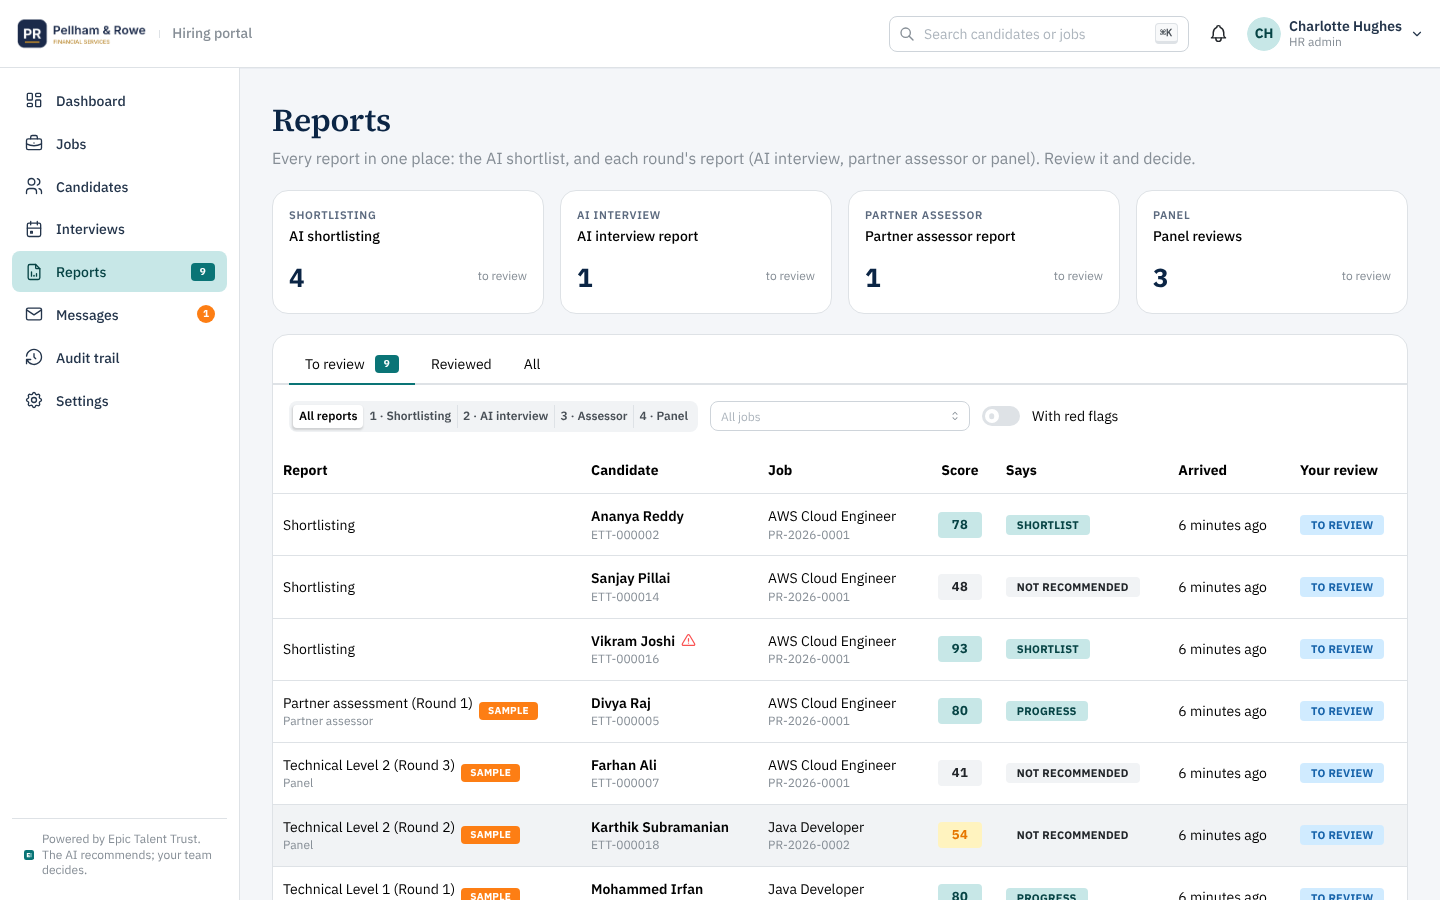 PR
Pellham & Rowe
FINANCIAL SERVICES
Hiring portal
Search candidates or jobs
⌘K
CH
Charlotte Hughes
HR admin
Dashboard
Jobs
Candidates
Interviews
Reports 9
Messages 1
Audit trail
Settings
Powered by Epic Talent Trust.
The AI recommends; your team
decides.
Reports
Every report in one place: the AI shortlist, and each round's report (AI interview, partner assessor or panel). Review it and decide.
SHORTLISTING
AI shortlisting
4 to review
AI INTERVIEW
AI interview report
1 to review
PARTNER ASSESSOR
Partner assessor report
1 to review
PANEL
Panel reviews
3 to review
To review 9 Reviewed All
All reports 1 · Shortlisting 2 · AI interview 3 · Assessor 4 · Panel All jobs With red flags
Report Candidate Job Score Says Arrived Your review
Shortlisting Ananya Reddy AWS Cloud Engineer 78 SHORTLIST 6 minutes ago TO REVIEW
ETT-000002 PR-2026-0001
Shortlisting Sanjay Pillai AWS Cloud Engineer 48 NOT RECOMMENDED 6 minutes ago TO REVIEW
ETT-000014 PR-2026-0001
Shortlisting Vikram Joshi AWS Cloud Engineer 93 SHORTLIST 6 minutes ago TO REVIEW
ETT-000016 PR-2026-0001
Partner assessment (Round 1) SAMPLE Divya Raj AWS Cloud Engineer 80 PROGRESS 6 minutes ago TO REVIEW
Partner assessor ETT-000005 PR-2026-0001
Technical Level 2 (Round 3) SAMPLE Farhan Ali AWS Cloud Engineer 41 NOT RECOMMENDED 6 minutes ago TO REVIEW
Panel ETT-000007 PR-2026-0001
Technical Level 2 (Round 2) SAMPLE Karthik Subramanian Java Developer 54 NOT RECOMMENDED 6 minutes ago TO REVIEW
Panel ETT-000018 PR-2026-0002
Technical Level 1 (Round 1) SAMPLE Mohammed Irfan Java Developer 80 PROGRESS 6 minutes ago TO REVIEW